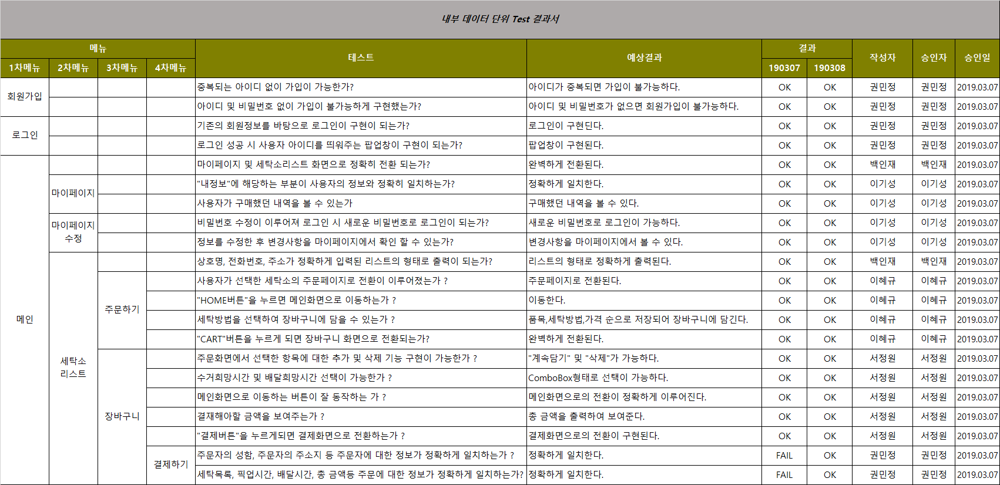 내부 데이터 단위 Test 결과서
메뉴 테스트 예상결과 결과 작성자 승인자 승인일
1차메뉴 2차메뉴 3차메뉴 4차메뉴 190307 190308
회원가입 중복되는 아이디 없이 가입이 가능한가? 아이디가 중복되면 가입이 불가능하다. OK OK 권민정 권민정 2019.03.07
아이디 및 비밀번호 없이 가입이 불가능하게 구현했는가? 아이디 및 비밀번호가 없으면 회원가입이 불가능하다. OK OK 권민정 권민정 2019.03.07
로그인 기존의 회원정보를 바탕으로 로그인이 구현이 되는가? 로그인이 구현딘다. OK OK 권민정 권민정 2019.03.07
로그인 성공 시 사용자 아이디를 띄워주는 팝업창이 구현이 되는가? 팝업창이 구현된다. OK OK 권민정 권민정 2019.03.07
메인 마이페이지 및 세탁소리스트 화면으로 정확히 전환 되는가? 완벽하게 전환된다. OK OK 백인재 백인재 2019.03.07
마이페이지 "내정보"에 해당하는 부분이 사용자의 정보와 정확히 일치하는가? 정확하게 일치한다. OK OK 이기성 이기성 2019.03.07
사용자가 구매했던 내역을 볼 수 있는가 구매했던 내역을 볼 수 있다. OK OK 이기성 이기성 2019.03.07
마이페이지
수정 비밀번호 수정이 이루어져 로그인 시 새로운 비밀번호로 로그인이 되는가? 새로운 비밀번호로 로그인이 가능하다. OK OK 이기성 이기성 2019.03.07
정보를 수정한 후 변경사항을 마이페이지에서 확인 할 수 있는가? 변경사항을 마이페이지에서 볼 수 있다. OK OK 이기성 이기성 2019.03.07
세탁소
리스트 상호명, 전화번호, 주소가 정확하게 입력된 리스트의 형태로 출력이 되는가? 리스트의 형태로 정확하게 출력된다. OK OK 백인재 백인재 2019.03.07
주문하기 사용자가 선택한 세탁소의 주문페이지로 전환이 이루어졌는가 ? 주문페이지로 전환된다. OK OK 이혜규 이혜규 2019.03.07
"HOME버튼"을 누르면 메인화면으로 이동하는가 ? 이동한다. OK OK 이혜규 이혜규 2019.03.07
세탁방법을 선택하여 장바구니에 담을 수 있는가 ? 품목,세탁방법,가격 순으로 저장되어 장바구니에 담긴다. OK OK 이혜규 이혜규 2019.03.07
"CART"버튼을 누르게 되면 장바구니 화면으로 전환되는가? 완벽하게 전환된다. OK OK 이혜규 이혜규 2019.03.07
장바구니 주문화면에서 선택한 항목에 대한 추가 및 삭제 기능 구현이 가능한가 ? "계속담기" 및 "삭제"가 가능하다. OK OK 서정원 서정원 2019.03.07
수거희망시간 및 배달희망시간 선택이 가능한가 ? ComboBox형태로 선택이 가능하다. OK OK 서정원 서정원 2019.03.07
메인화면으로 이동하는 버튼이 잘 동작하는 가 ? 메인화면으로의 전환이 정확하게 이루어진다. OK OK 서정원 서정원 2019.03.07
결재해아할 금액을 보여주는가 ? 총 금액을 출력하여 보여준다. OK OK 서정원 서정원 2019.03.07
"결제버튼"을 누르게되면 결제화면으로 전환하는가 ? 결제화면으로의 전환이 구현된다. OK OK 서정원 서정원 2019.03.07
결제하기 주문자의 성함, 주문자의 주소지 등 주문자에 대한 정보가 정확하게 일치하는가 ? 정확하게 일치한다. FAIL OK 권민정 권민정 2019.03.07
세탁목록, 픽업시간, 배달시간, 총 금액등 주문에 대한 정보가 정확하게 일치하는가? 정확하게 일치한다. FAIL OK 권민정 권민정 2019.03.07